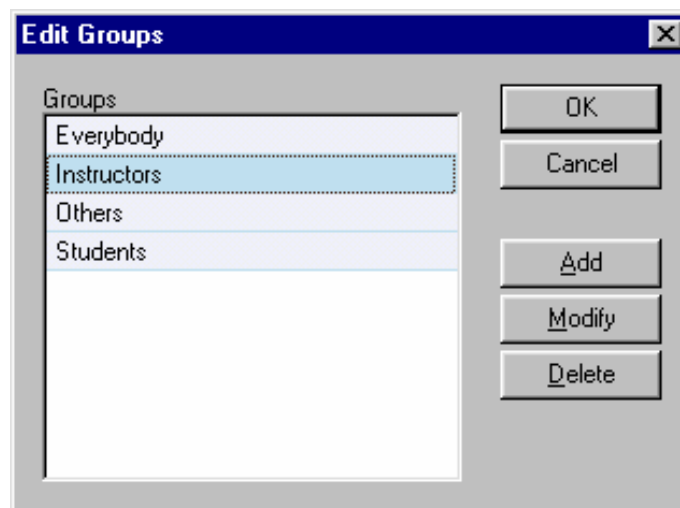 Edit Groups
Groups
Everybody
Instructors
Others
Students
OK
Cancel
Add
Modify
Delete